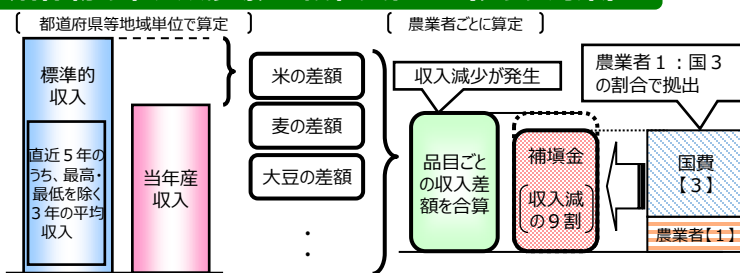 〔 都道府県等地域単位で算定 〕
〔 農業者ごとに算定 〕
標準的
収入
直近５年の
うち、最高・
最低を除く
３年の平均
収入
当年産
収入
米の差額
麦の差額
大豆の差額
・
・
収入減少が発生
品目ごと
の収入差
額を合算
補塡金
(収入減
の９割)
農業者１：国３
の割合で拠出
国費
【３】
農業者【１】